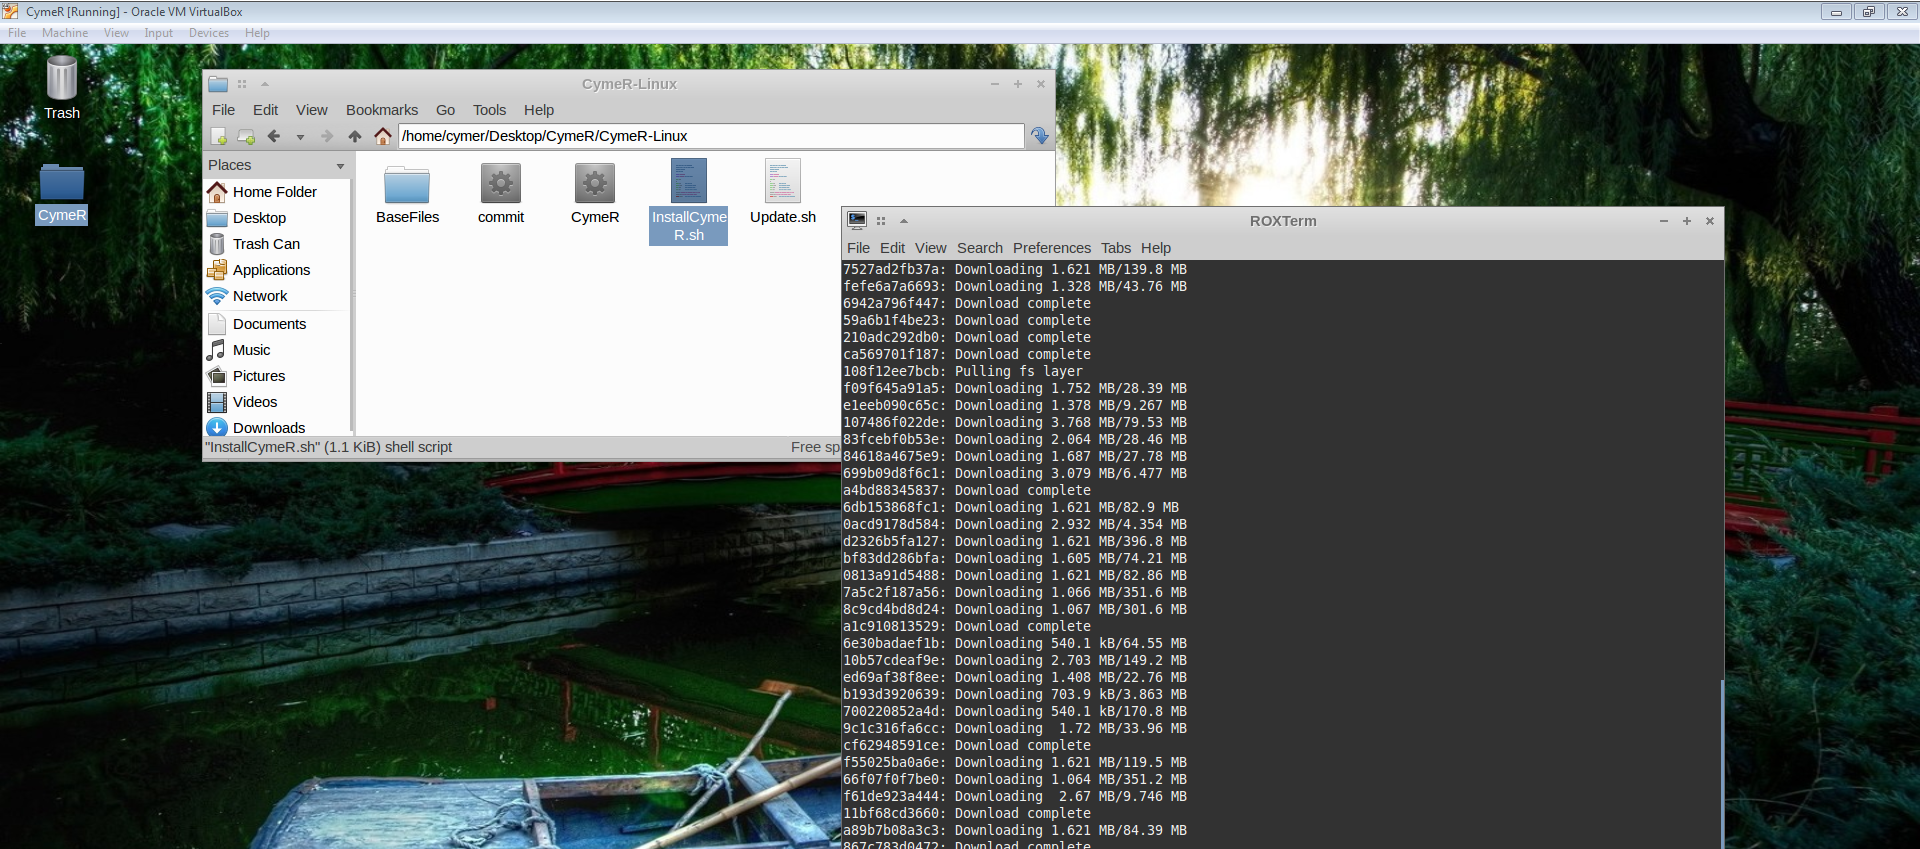 CymeR [Running] - Oracle VM VirtualBox
File Machine View Input Devices Help
Trash
CymeR
CymeR-Linux
File Edit View Bookmarks Go Tools Help
/home/cymer/Desktop/CymeR/CymeR-Linux
Places
Home Folder
Desktop
Trash Can
Applications
Network
Documents
Music
Pictures
Videos
Downloads
BaseFiles
commit
CymeR
InstallCyme
R.sh
Update.sh
"InstallCymeR.sh" (1.1 KiB) shell script
Free sp
ROXTerm
File Edit View Search Preferences Tabs Help
7527ad2fb37a: Downloading 1.621 MB/139.8 MB
fefe6a7a6693: Downloading 1.328 MB/43.76 MB
6942a796f447: Download complete
59a6b1f4be23: Download complete
210adc292db0: Download complete
ca569701f187: Download complete
108f12ee7bcb: Pulling fs layer
f09f645a91a5: Downloading 1.752 MB/28.39 MB
e1eeb090c65c: Downloading 1.378 MB/9.267 MB
107486f022de: Downloading 3.768 MB/79.53 MB
83fcebf0b53e: Downloading 2.064 MB/28.46 MB
84618a4675e9: Downloading 1.687 MB/27.78 MB
699b09d8f6c1: Downloading 3.079 MB/6.477 MB
a4bd88345837: Download complete
6db153868fc1: Downloading 1.621 MB/82.9 MB
0acd9178d584: Downloading 2.932 MB/4.354 MB
d2326b5fa127: Downloading 1.621 MB/396.8 MB
bf83dd286bfa: Downloading 1.605 MB/74.21 MB
0813a91d5488: Downloading 1.621 MB/82.86 MB
7a5c2f187a56: Downloading 1.066 MB/351.6 MB
8c9cd4bd8d24: Downloading 1.067 MB/301.6 MB
a1c910813529: Download complete
6e30badaef1b: Downloading 540.1 kB/64.55 MB
10b57cdeaf9e: Downloading 2.703 MB/149.2 MB
ed69af38f8ee: Downloading 1.408 MB/22.76 MB
b193d3920639: Downloading 703.9 kB/3.863 MB
700220852a4d: Downloading 540.1 kB/170.8 MB
9c1c316fa6cc: Downloading  1.72 MB/33.96 MB
cf62948591ce: Download complete
f55025ba0a6e: Downloading 1.621 MB/119.5 MB
66f07f0f7be0: Downloading 1.064 MB/351.2 MB
f61de923a444: Downloading  2.67 MB/9.746 MB
11bf68cd3660: Download complete
a89b7b08a3c3: Downloading 1.621 MB/84.39 MB
867c783d0472: Download complete